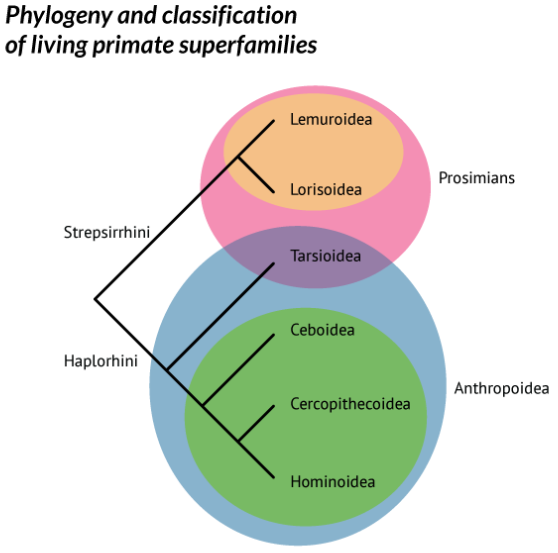 Phylogeny and classification
of living primate superfamilies
Lemuroidea
Prosimians
Lorisoidea
Strepsirrhini
Tarsioidea
Ceboidea
Haplorhini
Anthropoidea
Cercopithecoidea
Hominoidea